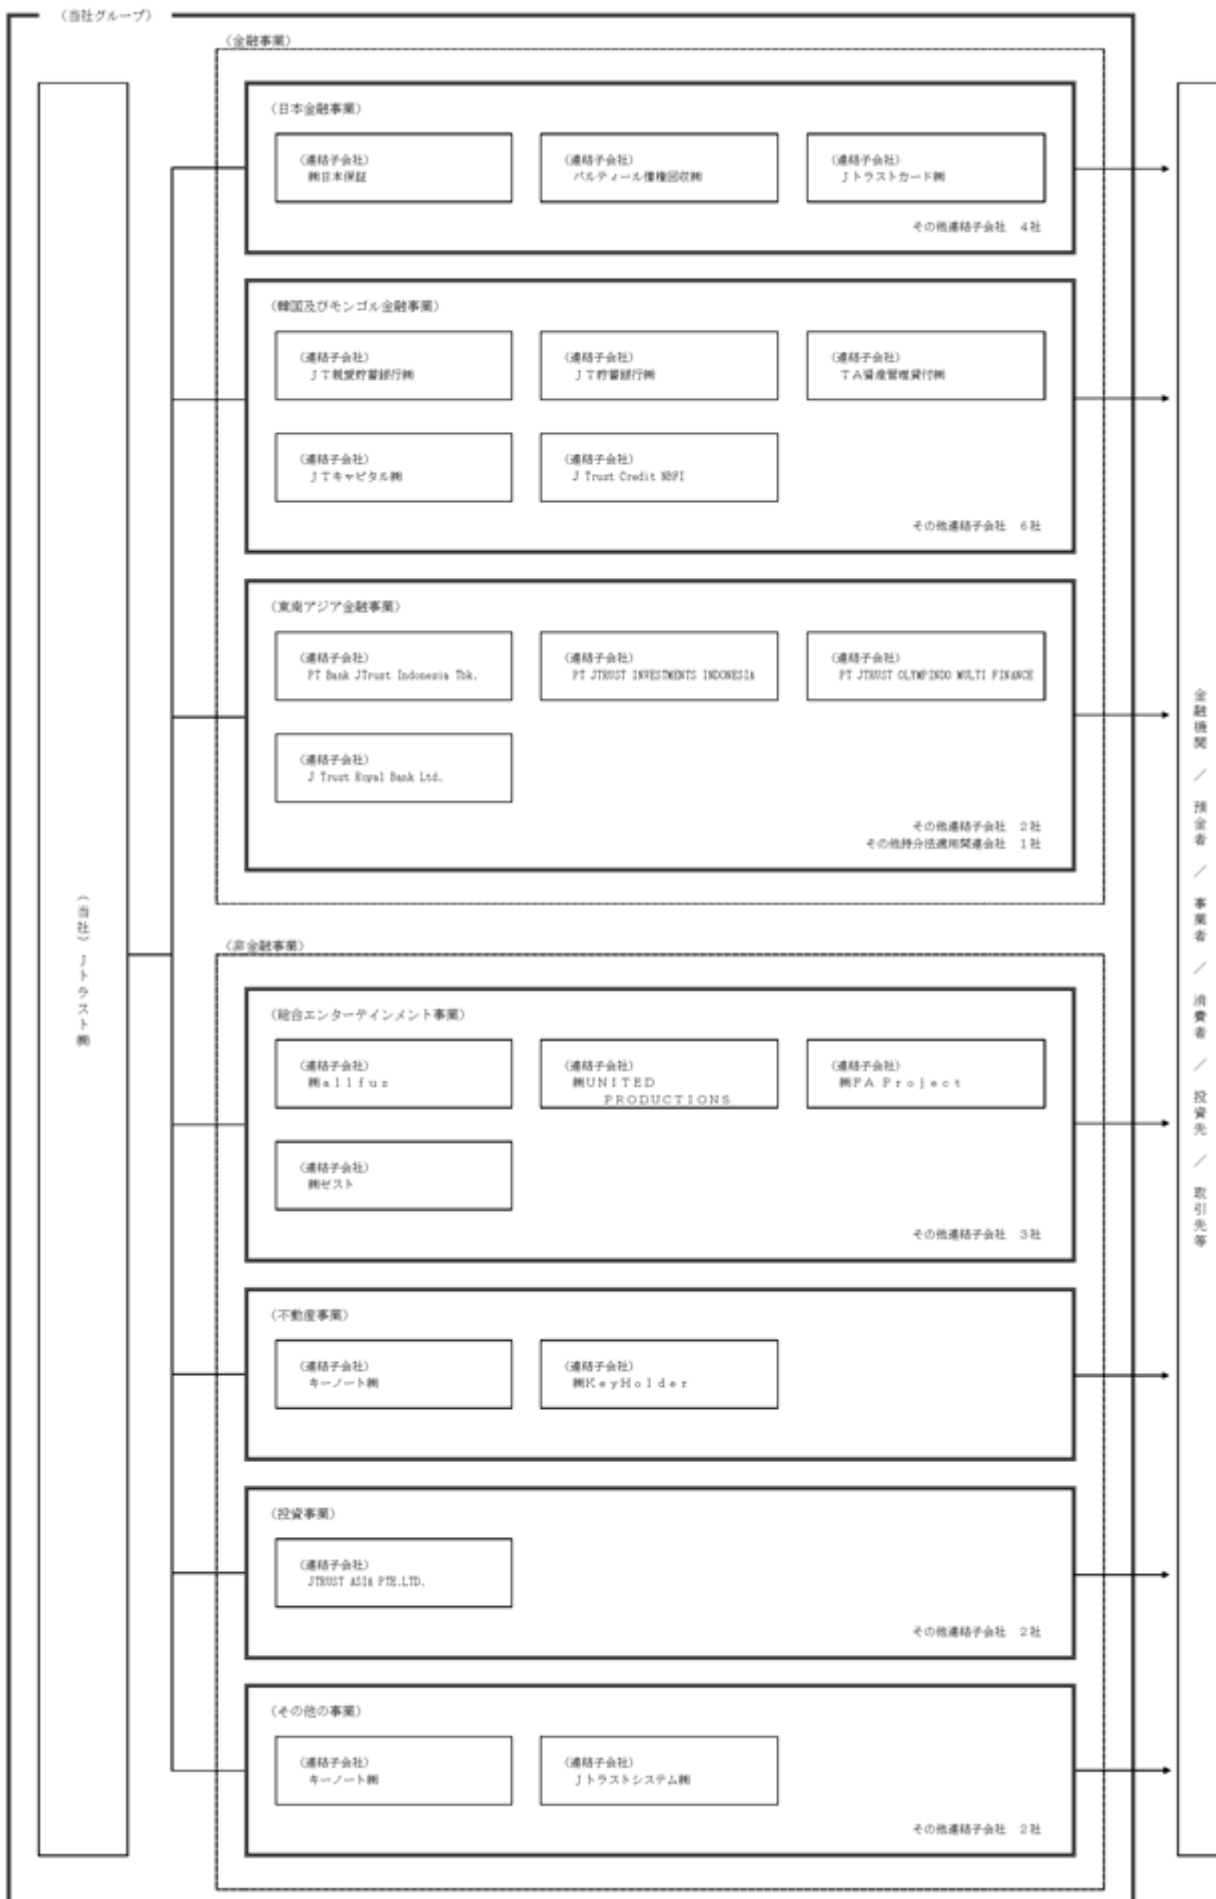 (当社グループ)
(金融事業)
(日本金融事業)
(連結子会社)
㈱日本保証
(連結子会社)
パルティール債権回収㈱
(連結子会社)
Jトラストカード㈱
その他連結子会社 4社
(韓国及びモンゴル金融事業)
(連結子会社)
JT親愛貯蓄銀行㈱
(連結子会社)
JT貯蓄銀行㈱
(連結子会社)
TA資産管理貸付㈱
(連結子会社)
JTキャピタル㈱
(連結子会社)
J Trust Credit NBFI
その他連結子会社 6社
(東南アジア金融事業)
(連結子会社)
PT Bank JTrust Indonesia Tbk.
(連結子会社)
PT JTRUST INVESTMENTS INDONESIA
(連結子会社)
PT JTRUST OLYMPINDO MULTI FINANCE
(連結子会社)
J Trust Royal Bank Ltd.
その他連結子会社 2社
その他持分法適用関連会社 1社
(当社)Jトラスト㈱
(非金融事業)
(総合エンターテインメント事業)
(連結子会社)
㈱allfuz
(連結子会社)
㈱UNITED
PRODUCTIONS
(連結子会社)
㈱FA Project
(連結子会社)
㈱ゼスト
その他連結子会社 3社
(不動産事業)
(連結子会社)
キーノート㈱
(連結子会社)
㈱KeyHolder
(投資事業)
(連結子会社)
JTRUST ASIA PTE.LTD.
その他連結子会社 2社
(その他の事業)
(連結子会社)
キーノート㈱
(連結子会社)
Jトラストシステム㈱
その他連結子会社 2社
金融機関 / 預金者 / 事業者 / 消費者 / 投資先 / 取引先等